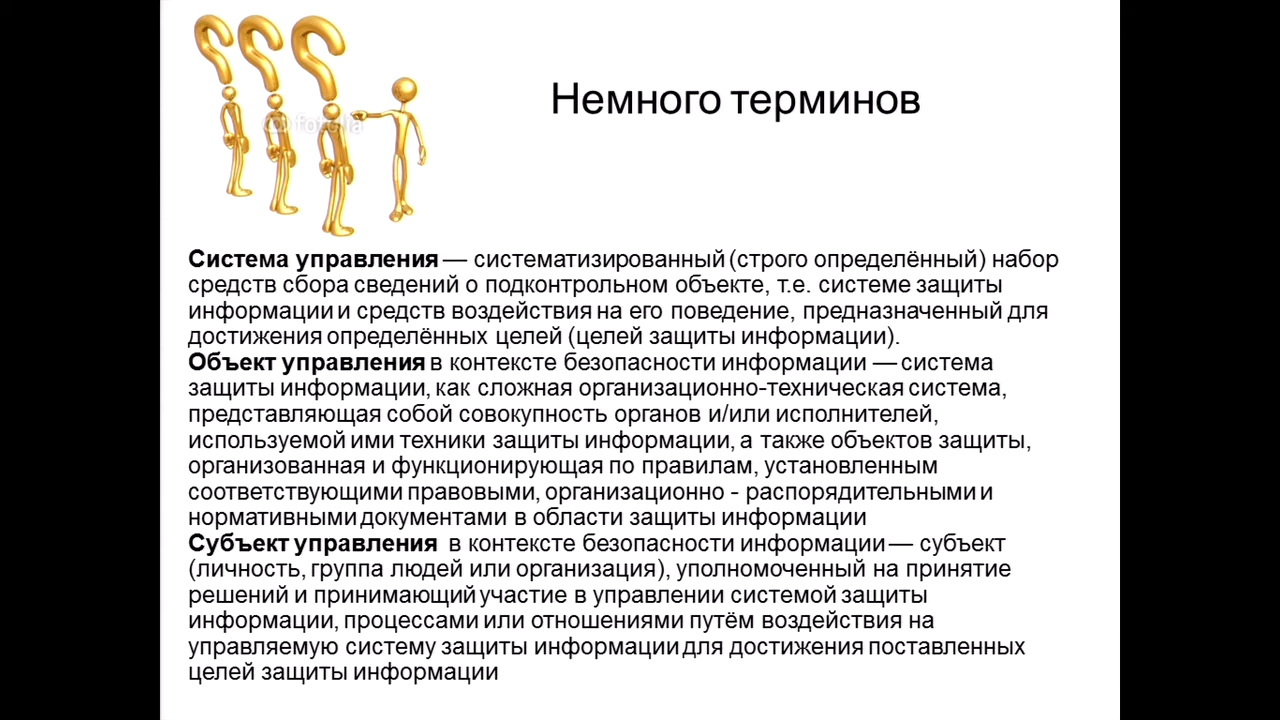 Немного терминов
fotolia
Система управления — систематизированный (строго определённый) набор
средств сбора сведений о подконтрольном объекте, т.е. системе защиты
информации и средств воздействия на его поведение, предназначенный для
достижения определённых целей (целей защиты информации).
Объект управления в контексте безопасности информации — система
защиты информации, как сложная организационно-техническая система,
представляющая собой совокупность органов и/или исполнителей,
используемой ими техники защиты информации, а также объектов защиты,
организованная и функционирующая по правилам, установленным
соответствующими правовыми, организационно - распорядительными и
нормативными документами в области защиты информации
Субъект управления в контексте безопасности информации — субъект
(личность, группа людей или организация), уполномоченный на принятие
решений и принимающий участие в управлении системой защиты
информации, процессами или отношениями путём воздействия на
управляемую систему защиты информации для достижения поставленных
целей защиты информации